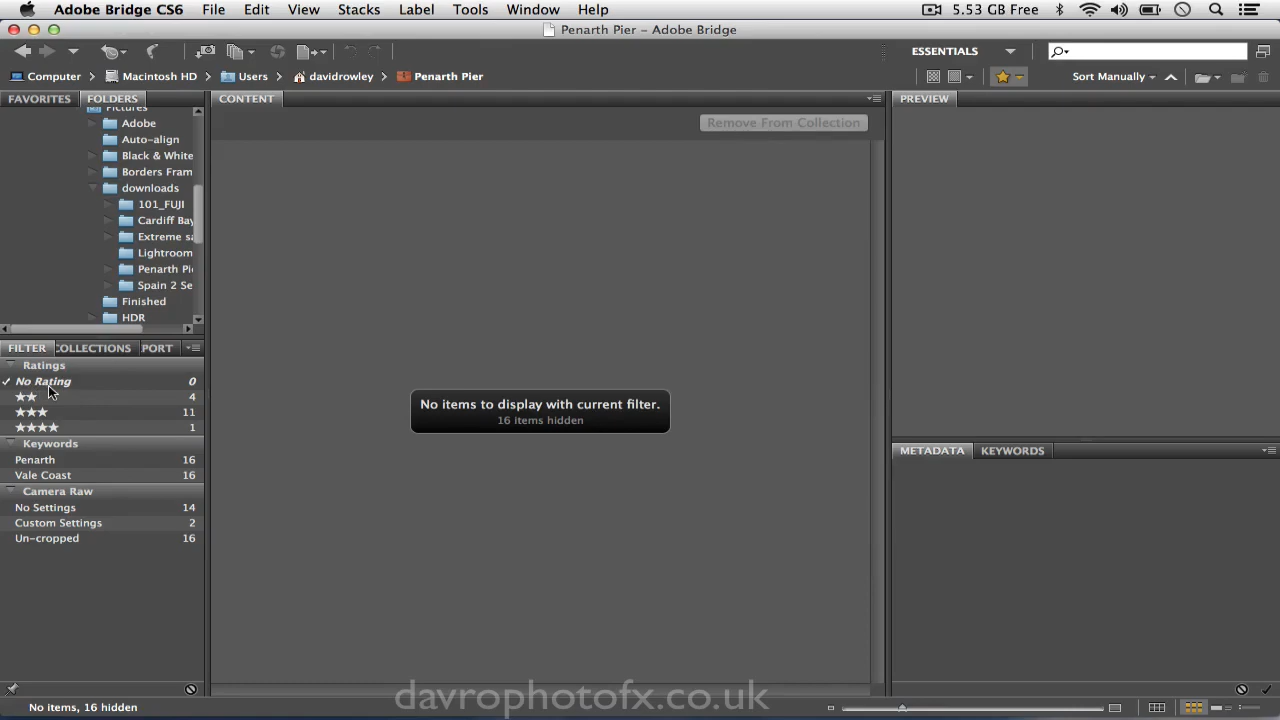 Adobe Bridge CS6 File Edit View Stacks Label Tools Window Help 5.53 GB Free
Penarth Pier – Adobe Bridge
ESSENTIALS
Computer Macintosh HD Users davidrowley Penarth Pier Sort Manually
FAVORITES FOLDERS CONTENT PREVIEW
Remove From Collection
Pictures
Adobe
Auto-align
Black & White
Borders Fram
downloads
101_FUJI
Cardiff Bay
Extreme sa
Lightroom
Penarth Pi
Spain 2 Se
Finished
HDR
FILTER COLLECTIONS PORT
Ratings
No Rating 0
★★ 4
★★★ 11
★★★★ 1
Keywords
Penarth 16
Vale Coast 16
Camera Raw
No Settings 14
Custom Settings 2
Un-cropped 16
No items to display with current filter.
16 items hidden
METADATA KEYWORDS
davrophotofx.co.uk
No items, 16 hidden